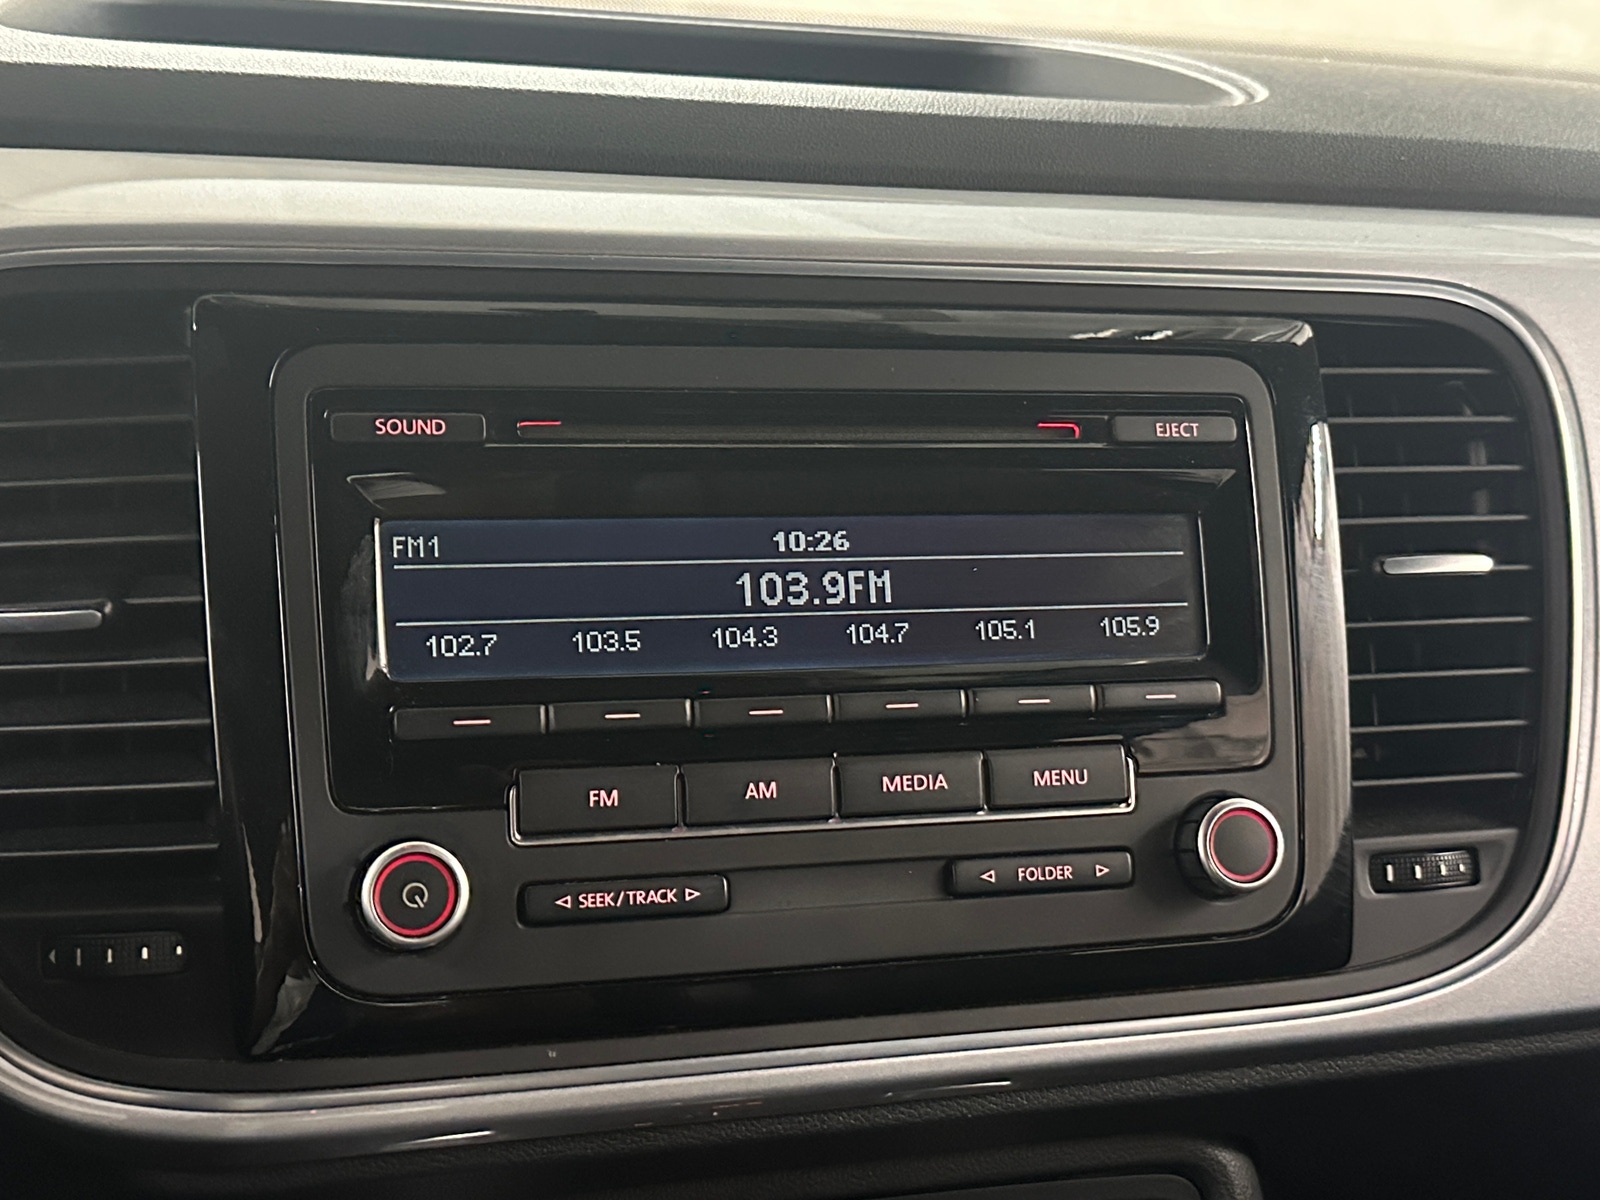 SOUND EJECT
FM1 10:26
103.9FM
102.7 103.5 104.3 104.7 105.1 105.9
FM AM MEDIA MENU
SEEK/TRACK FOLDER